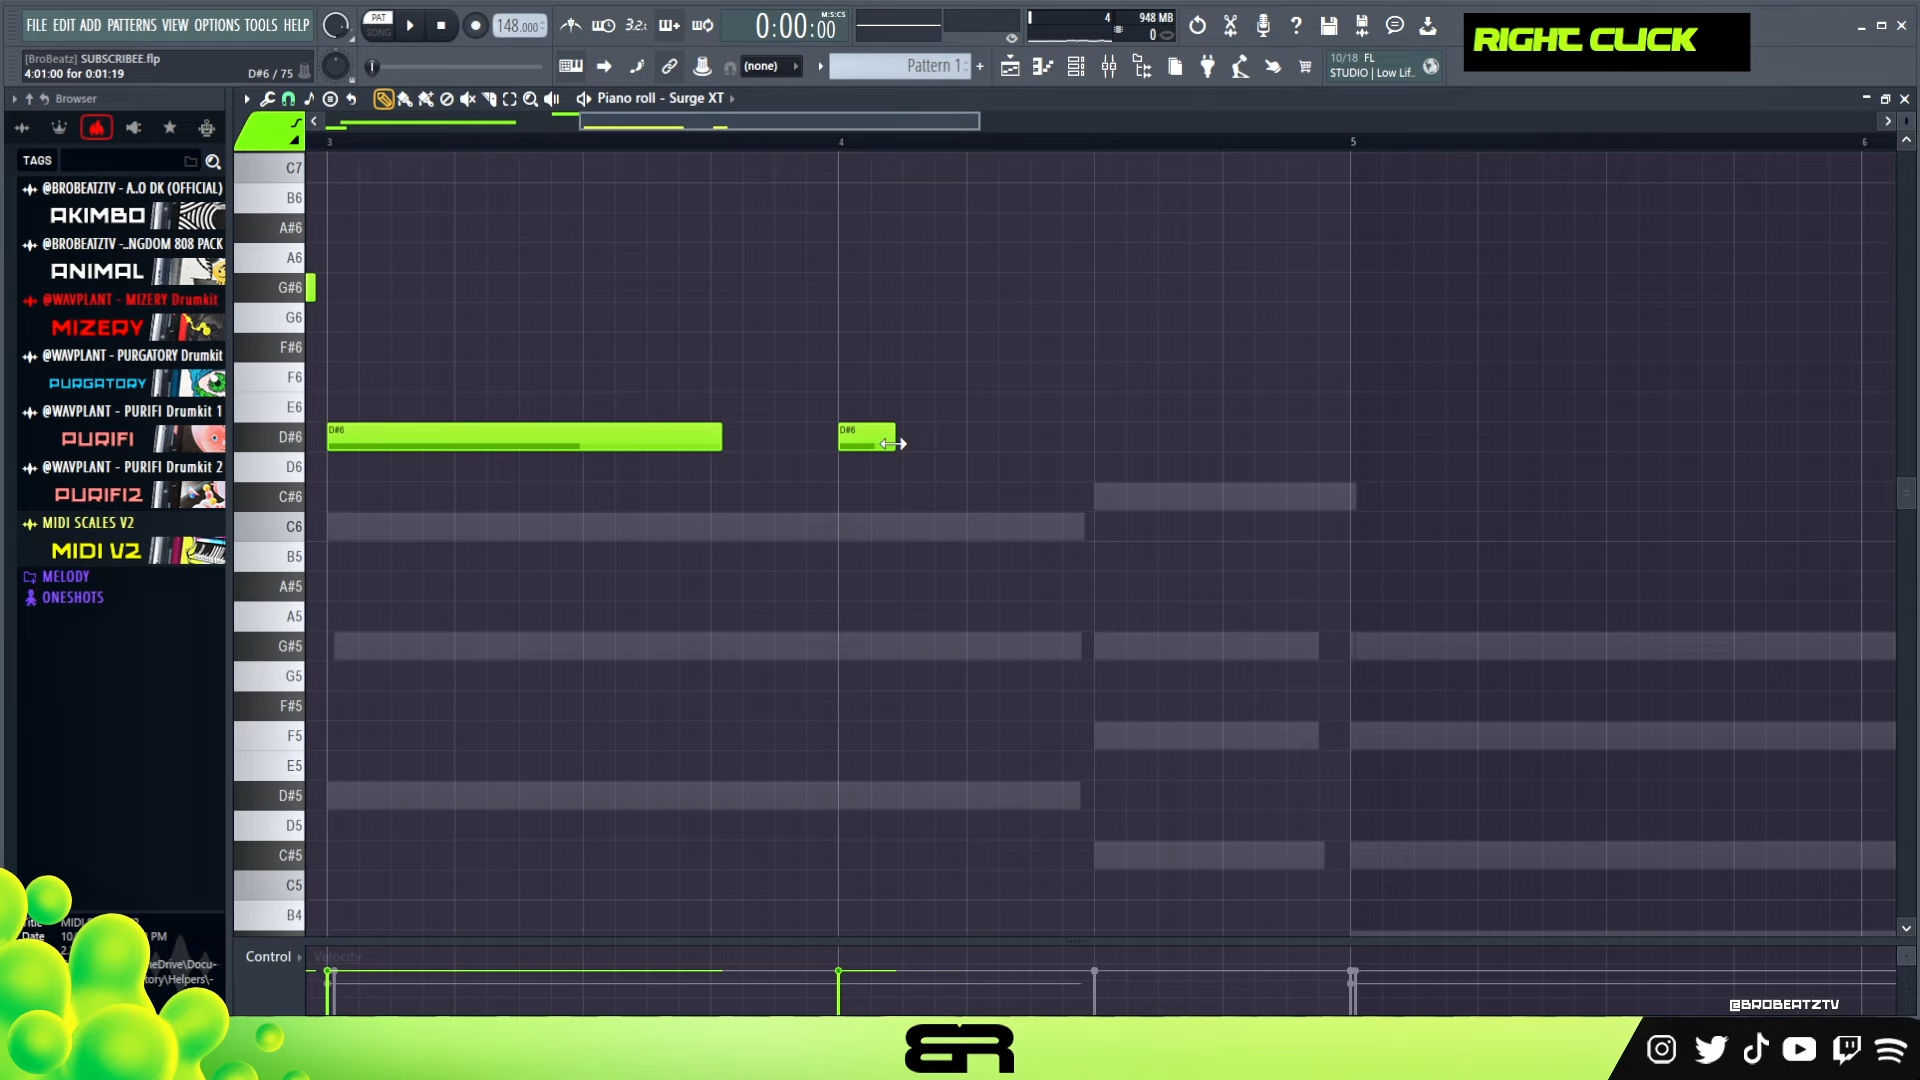 FILE EDIT ADD PATTERNS VIEW OPTIONS TOOLS HELP
PAT
SONG
148.000
3.2:
0:00:00
M:S:CS
4
948 MB
0
RIGHT CLICK
[BroBeatz] SUBSCRIBEE.flp
4:01:00 for 0:01:19
D#6 / 75
(none)
Pattern 1
10/18 FL
STUDIO | Low Lif..
Browser
Piano roll - Surge XT
TAGS
@BROBEATZTV - A..O DK (OFFICIAL)
AKIMBO
@BROBEATZTV -..NGDOM 808 PACK
ANIMAL
@WAVPLANT - MIZERY Drumkit
MIZERY
@WAVPLANT - PURGATORY Drumkit
PURGATORY
@WAVPLANT - PURIFI Drumkit 1
PURIFI
@WAVPLANT - PURIFI Drumkit 2
PURIFI2
MIDI SCALES V2
MIDI V2
MELODY
ONESHOTS
3
4
5
6
C7
B6
A#6
A6
G#6
G6
F#6
F6
E6
D#6
D6
C#6
C6
B5
A#5
A5
G#5
G5
F#5
F5
E5
D#5
D5
C#5
C5
B4
D#6
D#6
Date
PM
Control
Velocity
@BROBEATZTV
BR